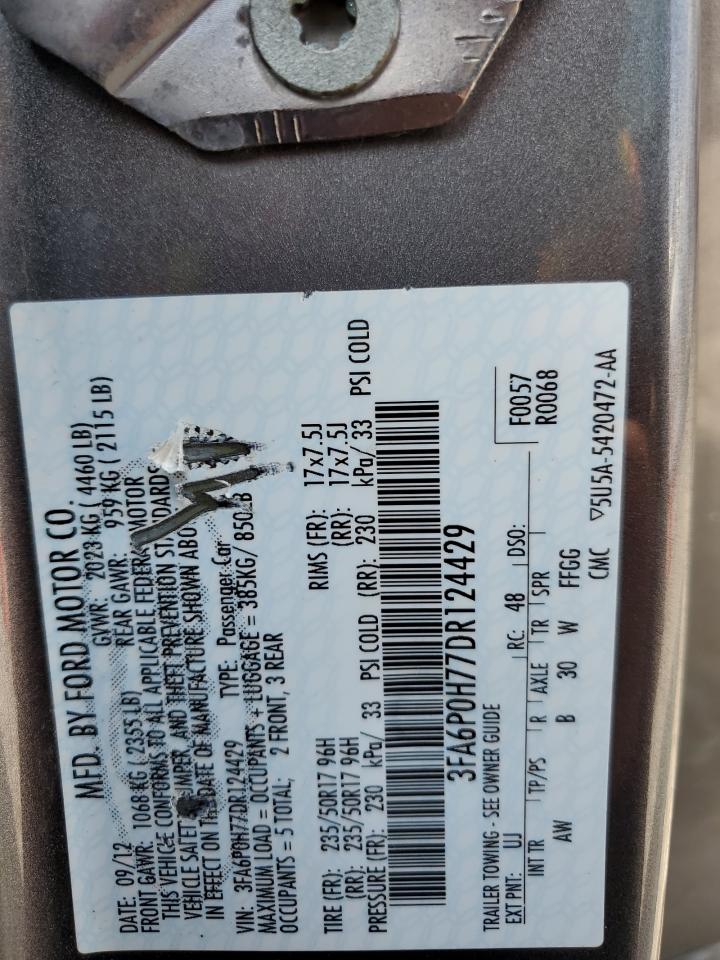 MFD. BY FORD MOTOR CO.
DATE: 09/12 GVWR: 2023 KG ( 4460 LB)
FRONT GAWR: 1068 KG ( 2355 LB) REAR GAWR: 959 KG ( 2115 LB)
THIS VEHICLE CONFORMS TO ALL APPLICABLE FEDERAL MOTOR
VEHICLE SAFETY BUMPER, AND THEFT PREVENTION STANDARDS
IN EFFECT ON THE DATE OF MANUFACTURE SHOWN ABO
VIN: 3FA6P0H77DR124429 TYPE: Passenger Car
MAXIMUM LOAD = OCCUPANTS + LUGGAGE = 385KG/ 850LB
OCCUPANTS = 5 TOTAL; 2 FRONT, 3 REAR
TIRE (FR): 235/50R17 96H RIMS (FR): 17x7.5J
(RR): 235/50R17 96H (RR): 17x7.5J
PRESSURE (FR): 230 kPa/ 33 PSI COLD (RR): 230 kPa/ 33 PSI COLD
3FA6P0H77DR124429
TRAILER TOWING - SEE OWNER GUIDE F0057
EXT PNT: UJ RC: 48 DSO: R0068
INT TR TP/PS R AXLE TR SPR
AW B 30 W FFGG
CMC ▽5U5A-5420472-AA